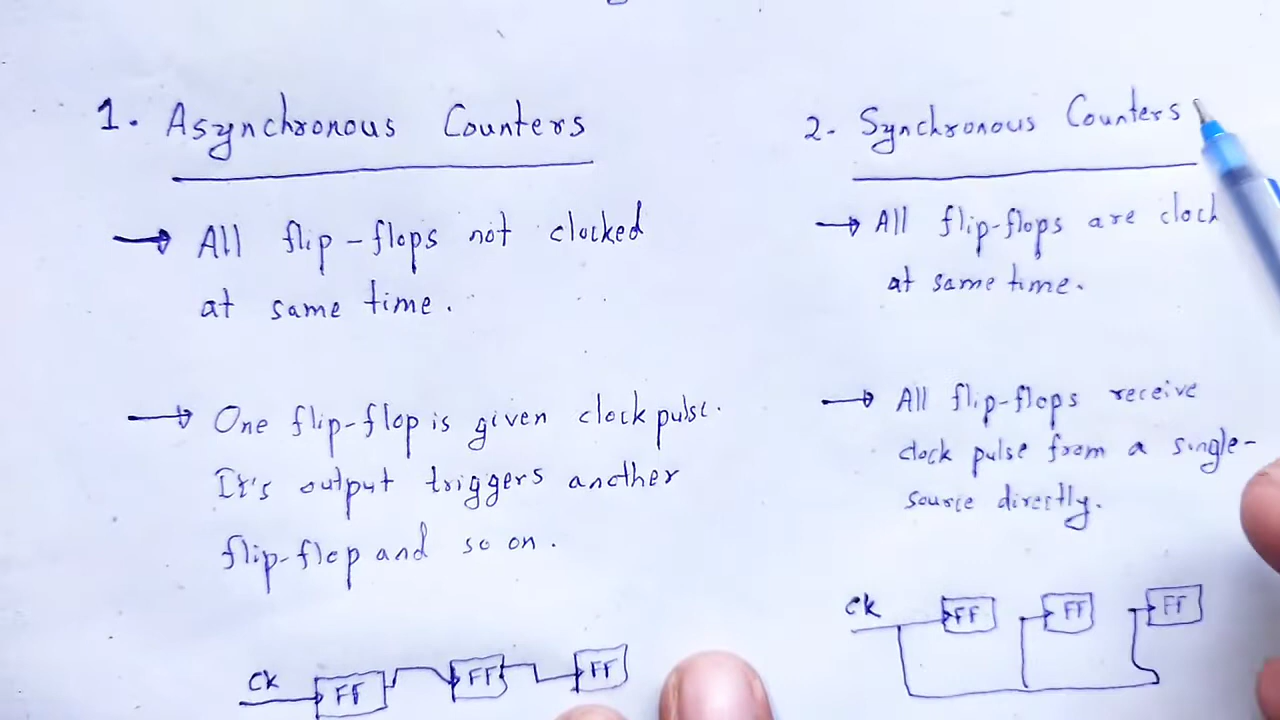 1. Asynchronous Counters
→ All flip-flops not clocked
at same time.
→ One flip-flop is given clock pulse.
It's output triggers another
flip-flop and so on.
CK FF FF FF
2. Synchronous Counters
→ All flip-flops are clock
at same time.
→ All flip-flops receive
clock pulse from a single-
source directly.
CK FF FF FF